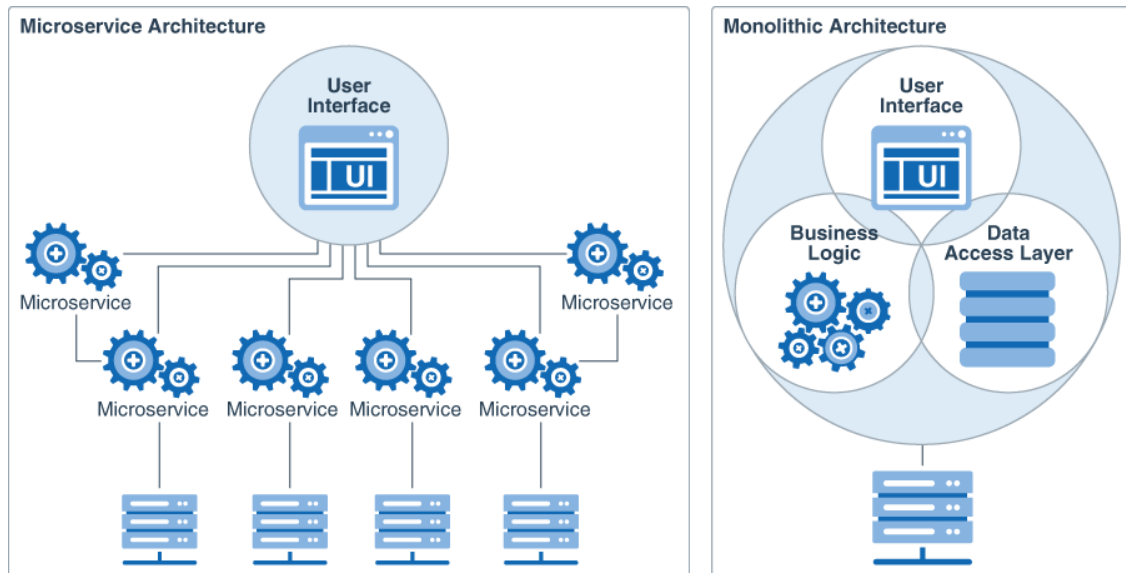 Microservice Architecture
User
Interface
UI
Microservice
Microservice
Microservice
Microservice
Microservice
Microservice
Monolithic Architecture
User
Interface
UI
Business
Logic
Data
Access Layer